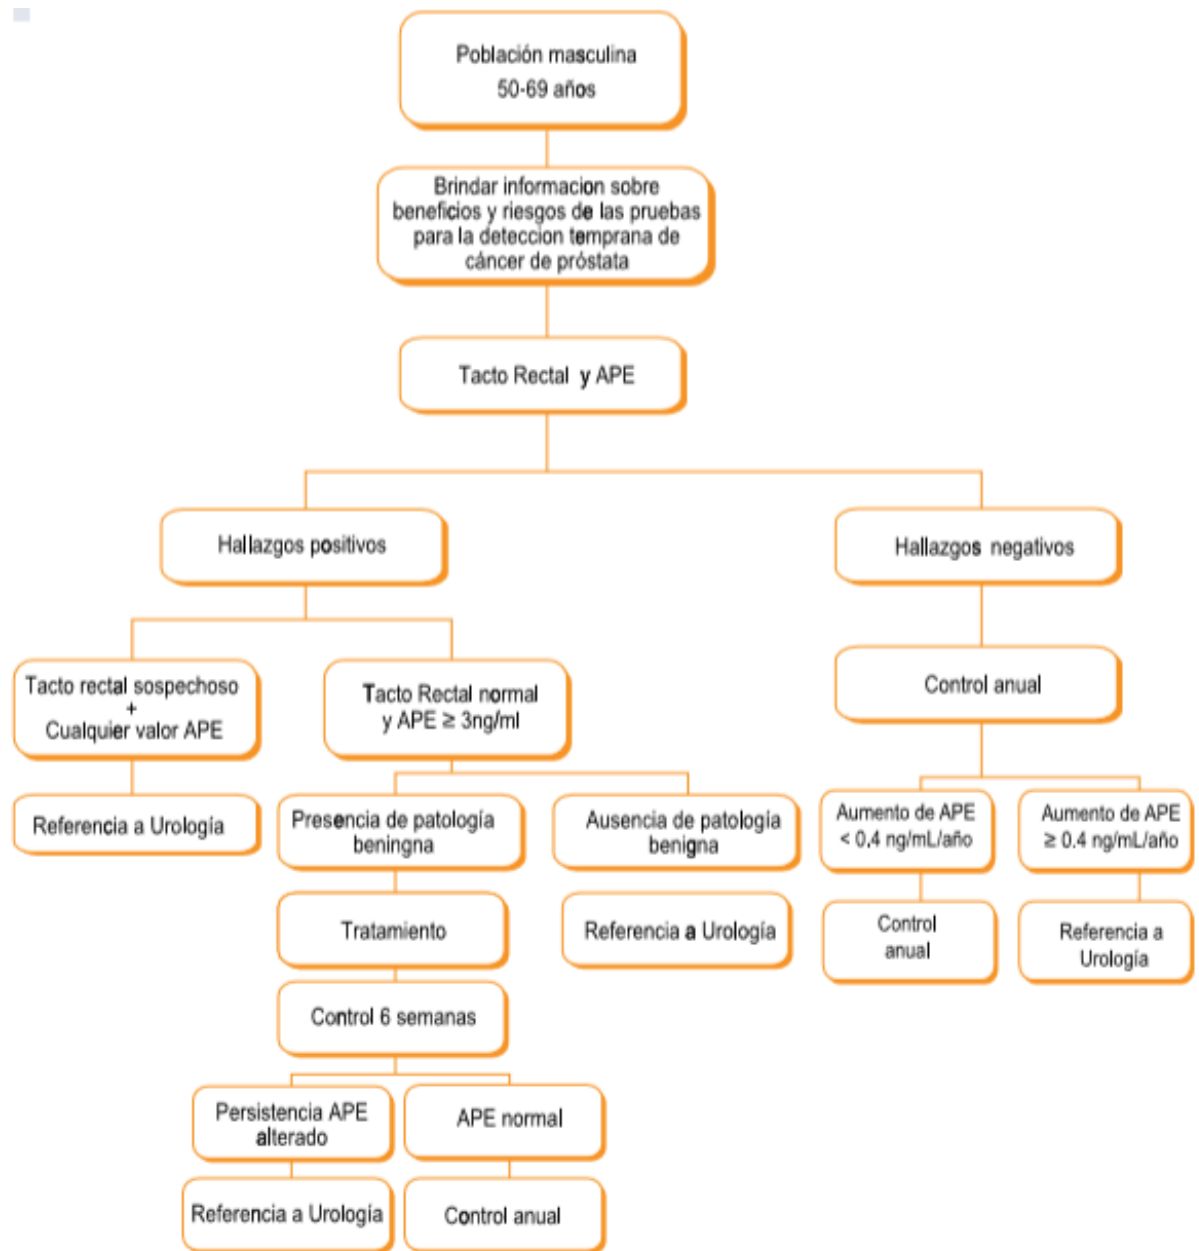 Población masculina
50-69 años
Brindar informacion sobre
beneficios y riesgos de las pruebas
para la deteccion temprana de
cáncer de próstata
Tacto Rectal y APE
Hallazgos positivos
Hallazgos negativos
Tacto rectal sospechoso
+
Cualquier valor APE
Tacto Rectal normal
y APE ≥ 3ng/ml
Control anual
Referencia a Urología
Presencia de patología
beningna
Ausencia de patología
benigna
Aumento de APE
< 0,4 ng/mL/año
Aumento de APE
≥ 0.4 ng/mL/año
Tratamiento
Referencia a Urología
Control
anual
Referencia a
Urología
Control 6 semanas
Persistencia APE
alterado
APE normal
Referencia a Urología
Control anual